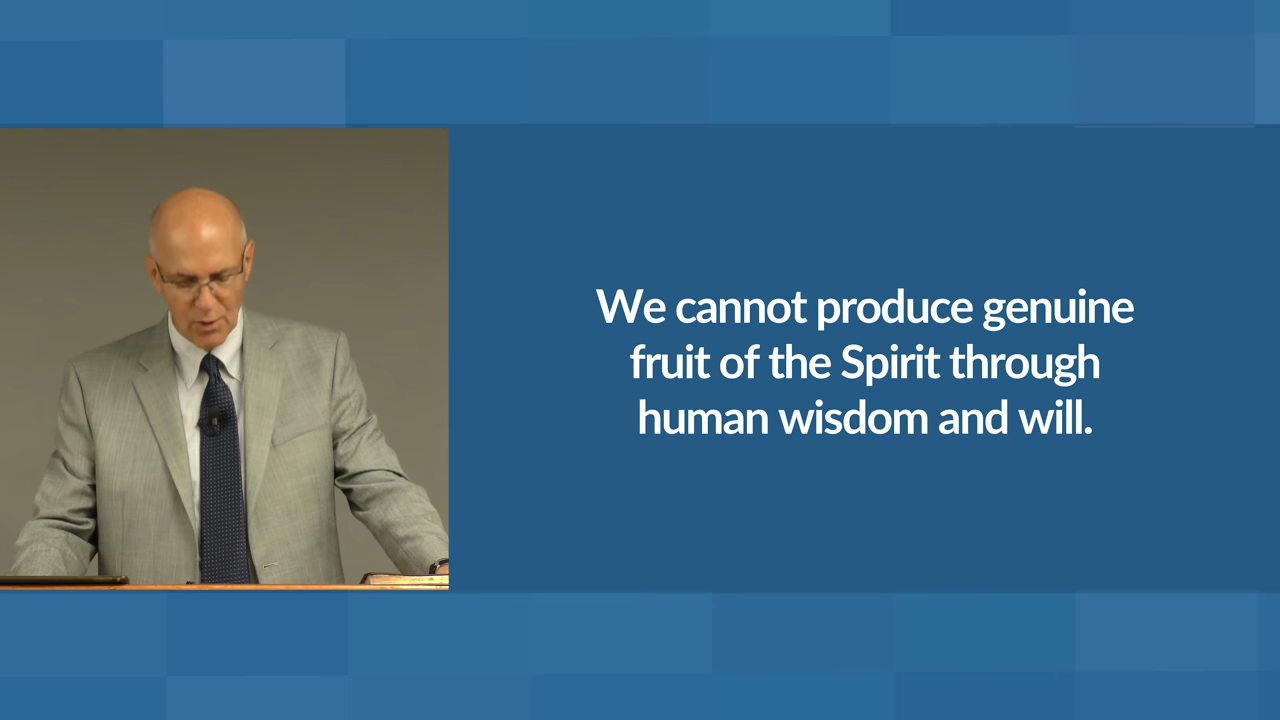 We cannot produce genuine
fruit of the Spirit through
human wisdom and will.